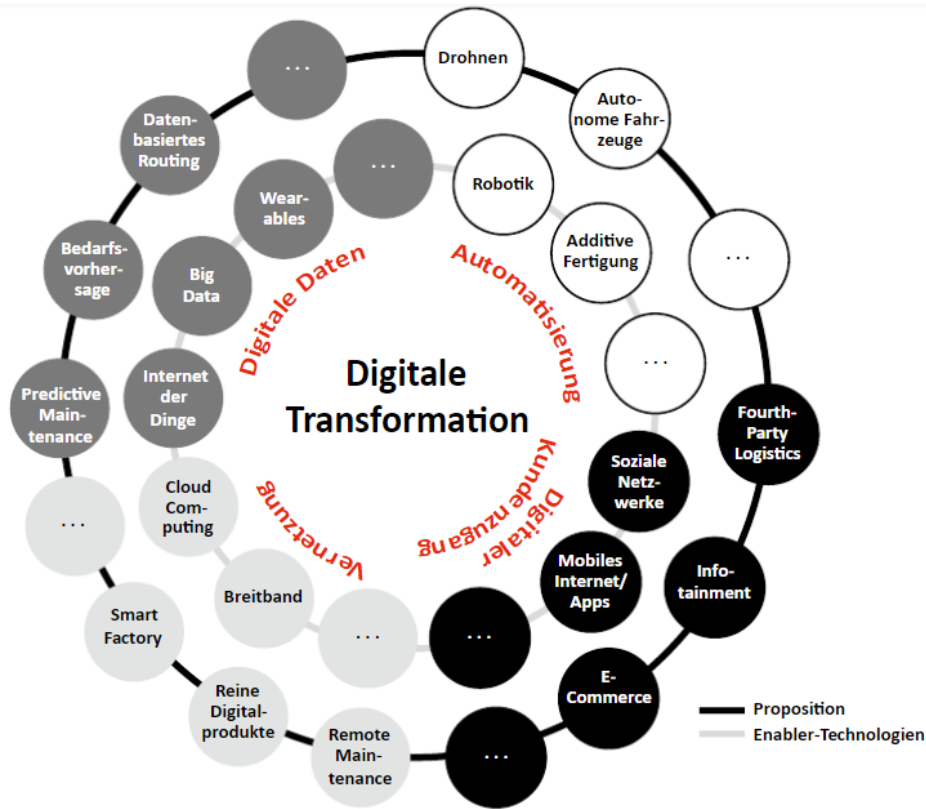 . . .
Drohnen
Auto-
nome Fahr-
zeuge
. . .
Fourth-
Party
Logistics
Info-
tainment
E-
Commerce
. . .
Remote
Main-
tenance
Reine
Digital-
produkte
Smart
Factory
. . .
Predictive
Main-
tenance
Bedarfs-
vorher-
sage
Daten-
basiertes
Routing
. . .
Robotik
Additive
Fertigung
. . .
Soziale
Netz-
werke
Mobiles
Internet/
Apps
. . .
. . .
Breitband
Cloud
Com-
puting
Internet
der
Dinge
Big
Data
Wear-
ables
Digitale Daten
Automatisierung
Digitaler
Kunde nzugang
Vernetzung
Digitale
Transformation
Proposition
Enabler-Technologien